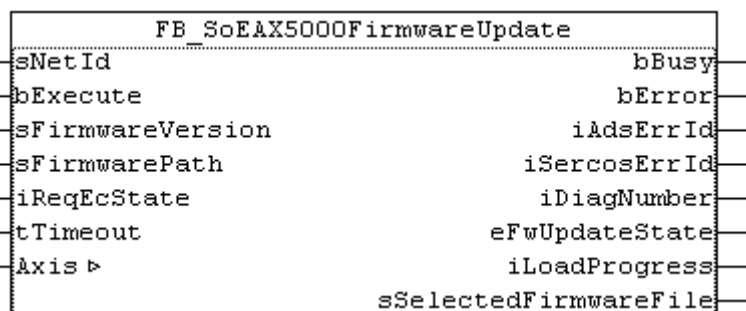 FB_SoEAX5000FirmwareUpdate
sNetId bBusy
bExecute bError
sFirmwareVersion iAdsErrId
sFirmwarePath iSercosErrId
iReqEcState iDiagNumber
tTimeout eFwUpdateState
Axis ▷ iLoadProgress
sSelectedFirmwareFile